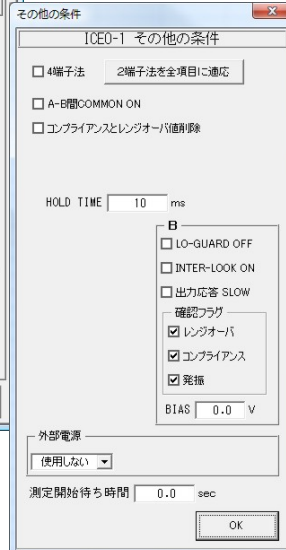 その他の条件
ICEO-1 その他の条件
4端子法
2端子法を全項目に適応
A-B間COMMON ON
コンプライアンスとレンジオーバ値削除
HOLD TIME 10 ms
B
LO-GUARD OFF
INTER-LOOK ON
出力応答 SLOW
確認フラグ
レンジオーバ
コンプライアンス
発振
BIAS 0.0 V
外部電源
使用しない
測定開始待ち時間 0.0 sec
OK